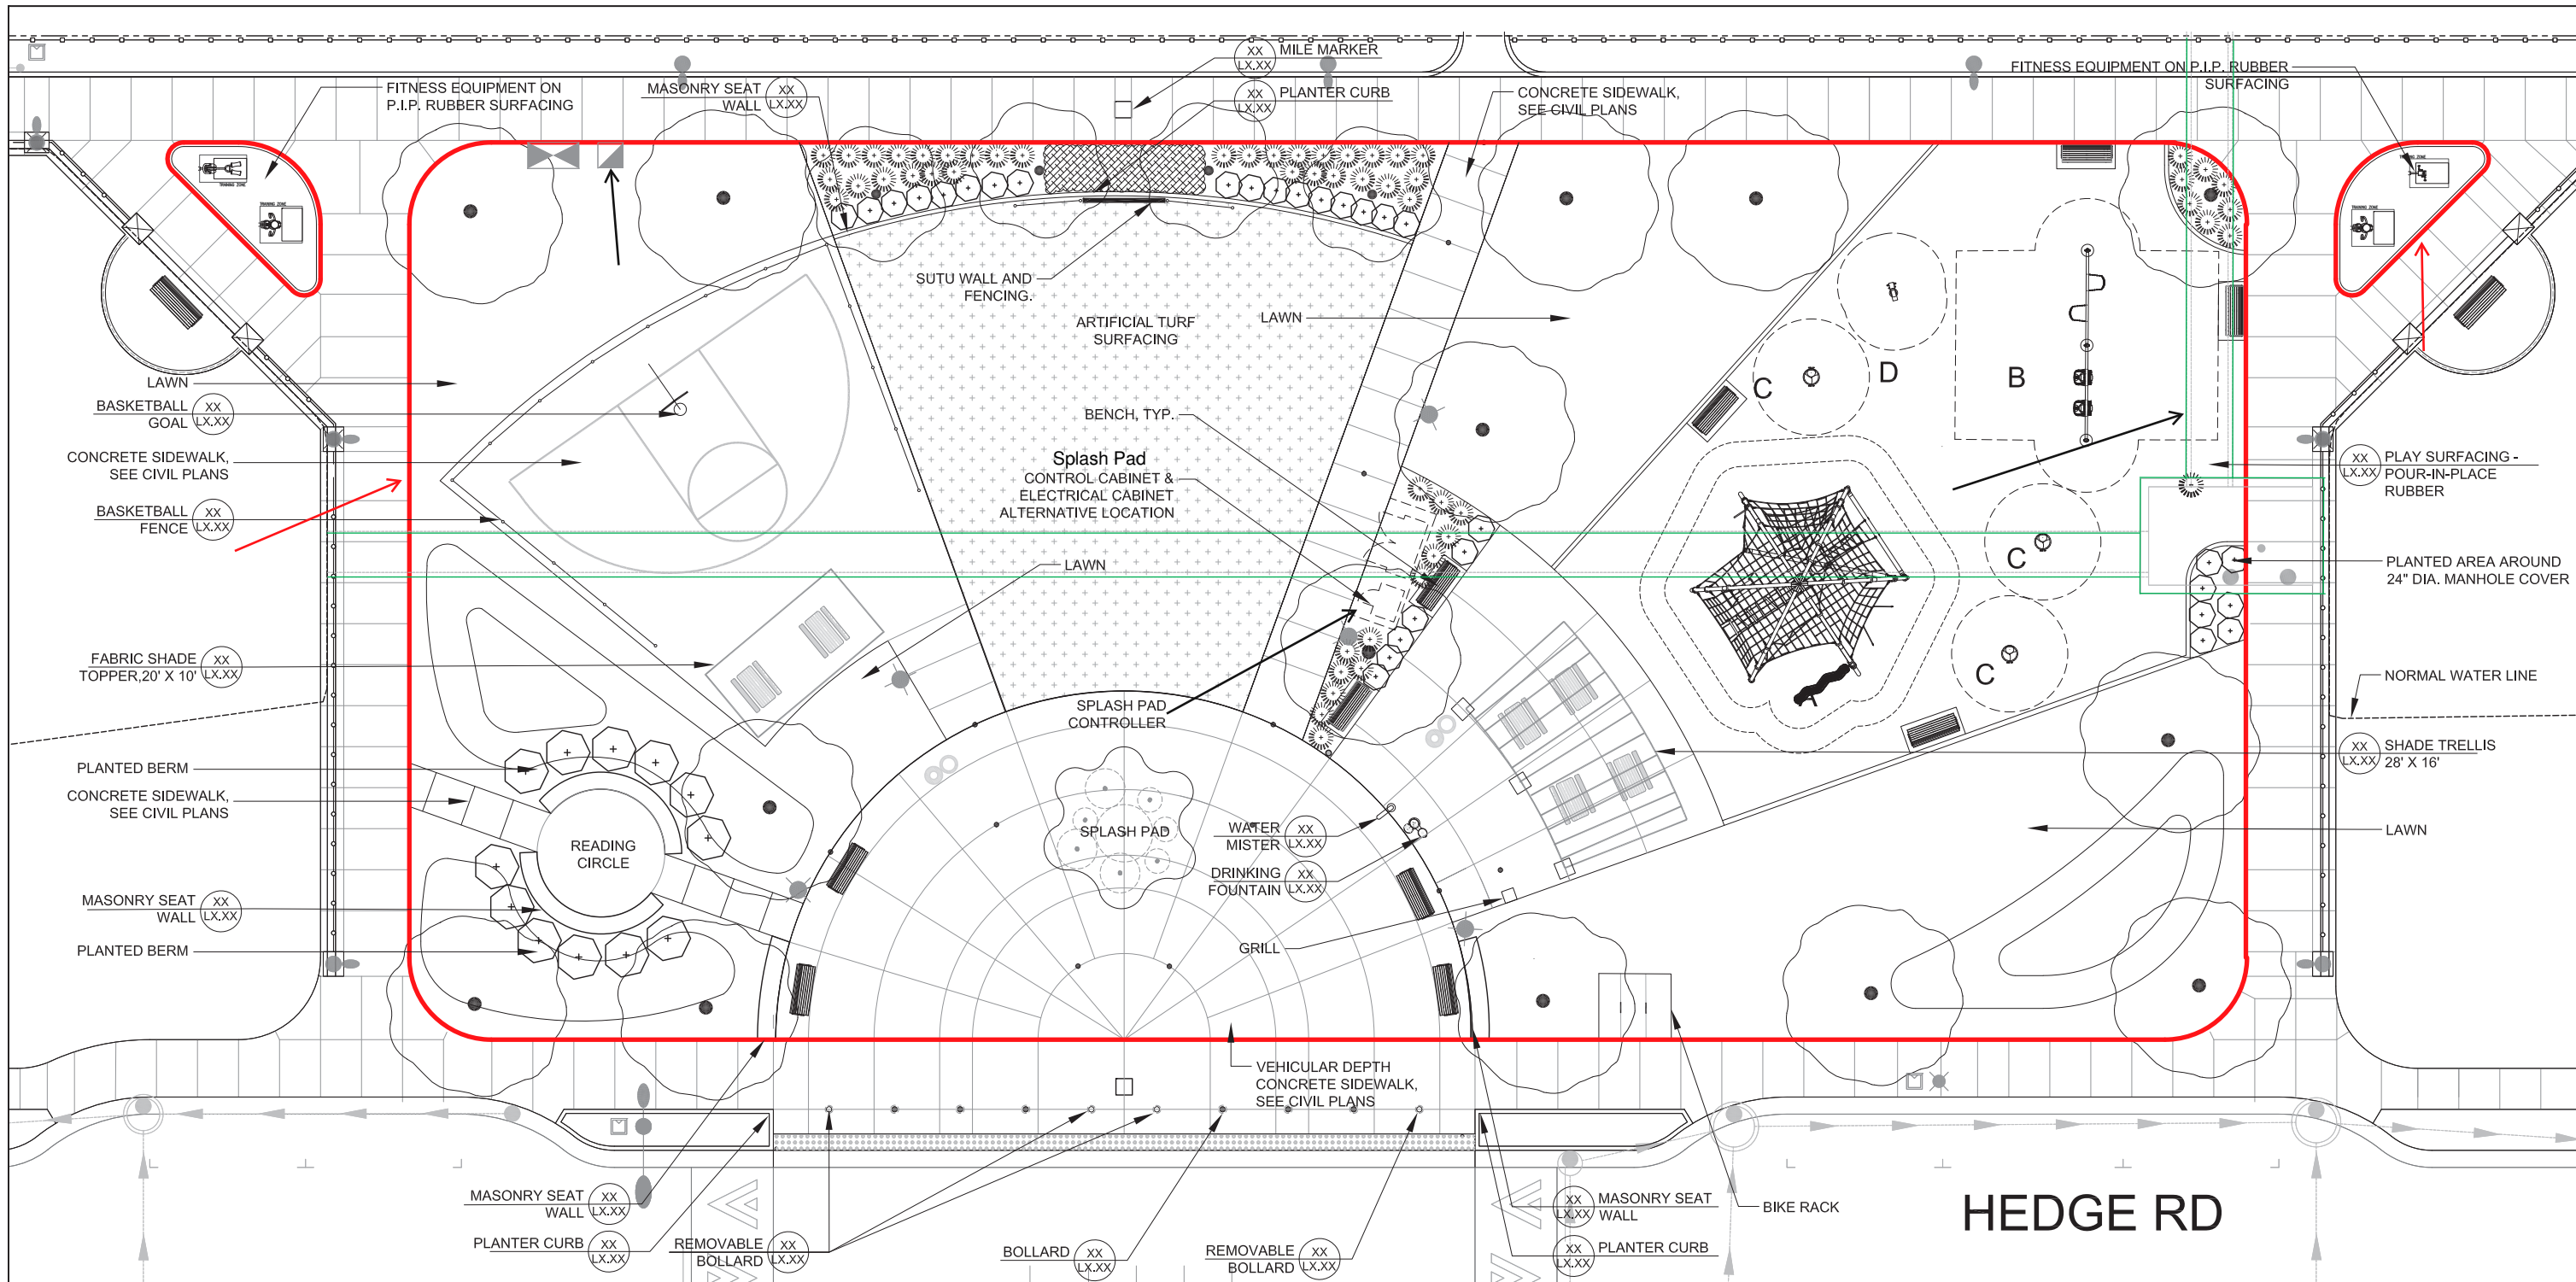 XX
LX.XX
MILE MARKER
FITNESS EQUIPMENT ON
P.I.P. RUBBER SURFACING
MASONRY SEAT
WALL
XX
LX.XX
XX
LX.XX
PLANTER CURB
CONCRETE SIDEWALK,
SEE CIVIL PLANS
FITNESS EQUIPMENT ON P.I.P. RUBBER
SURFACING
TRAINING ZONE
TRAINING ZONE
TRAINING ZONE
TRAINING ZONE
SUTU WALL AND
FENCING.
ARTIFICIAL TURF
SURFACING
LAWN
LAWN
BASKETBALL
GOAL
XX
LX.XX
C
D
B
BENCH, TYP.
CONCRETE SIDEWALK,
SEE CIVIL PLANS
Splash Pad
CONTROL CABINET &
ELECTRICAL CABINET
ALTERNATIVE LOCATION
XX
LX.XX
PLAY SURFACING -
POUR-IN-PLACE
RUBBER
BASKETBALL
FENCE
XX
LX.XX
LAWN
C
PLANTED AREA AROUND
24" DIA. MANHOLE COVER
FABRIC SHADE
TOPPER,20' X 10'
XX
LX.XX
C
NORMAL WATER LINE
SPLASH PAD
CONTROLLER
XX
LX.XX
SHADE TRELLIS
28' X 16'
PLANTED BERM
CONCRETE SIDEWALK,
SEE CIVIL PLANS
READING
CIRCLE
SPLASH PAD
WATER
MISTER
XX
LX.XX
LAWN
DRINKING
FOUNTAIN
XX
LX.XX
MASONRY SEAT
WALL
XX
LX.XX
PLANTED BERM
GRILL
VEHICULAR DEPTH
CONCRETE SIDEWALK,
SEE CIVIL PLANS
MASONRY SEAT
WALL
XX
LX.XX
XX
LX.XX
MASONRY SEAT
WALL
BIKE RACK
HEDGE RD
PLANTER CURB
XX
LX.XX
REMOVABLE
BOLLARD
XX
LX.XX
BOLLARD
XX
LX.XX
REMOVABLE
BOLLARD
XX
LX.XX
XX
LX.XX
PLANTER CURB